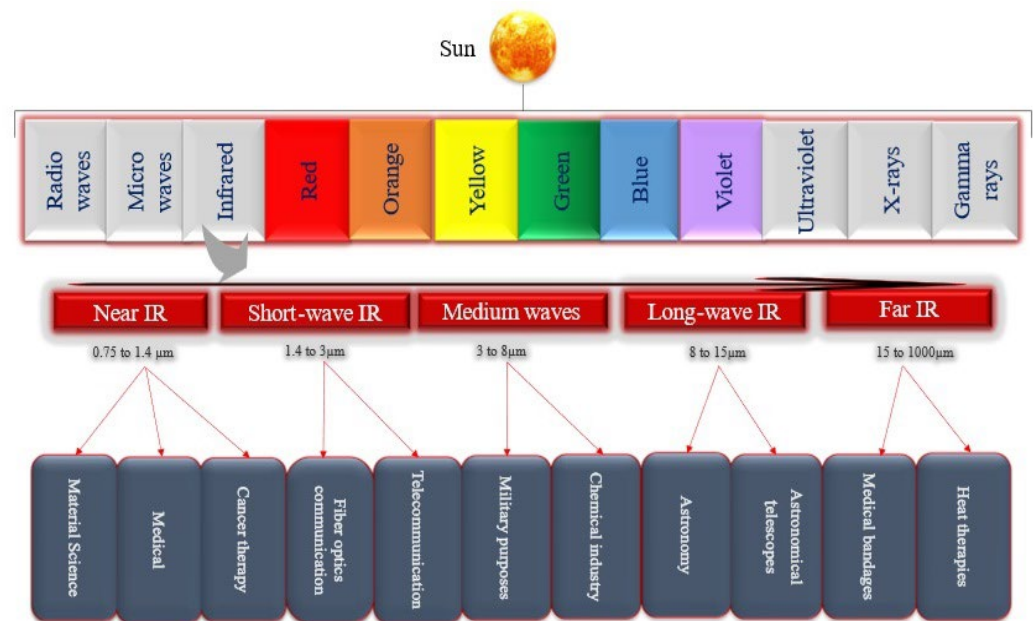 Sun
Radio
waves
Micro
waves
Infrared
Red
Orange
Yellow
Green
Blue
Violet
Ultraviolet
X-rays
Gamma
rays
Near IR
Short-wave IR
Medium waves
Long-wave IR
Far IR
0.75 to 1.4 μm
1.4 to 3μm
3 to 8μm
8 to 15μm
15 to 1000μm
Material Science
Medical
Cancer therapy
Fiber optics
communication
Telecommunication
Military purposes
Chemical industry
Astronomy
Astronomical
telescopes
Medical bandages
Heat therapies